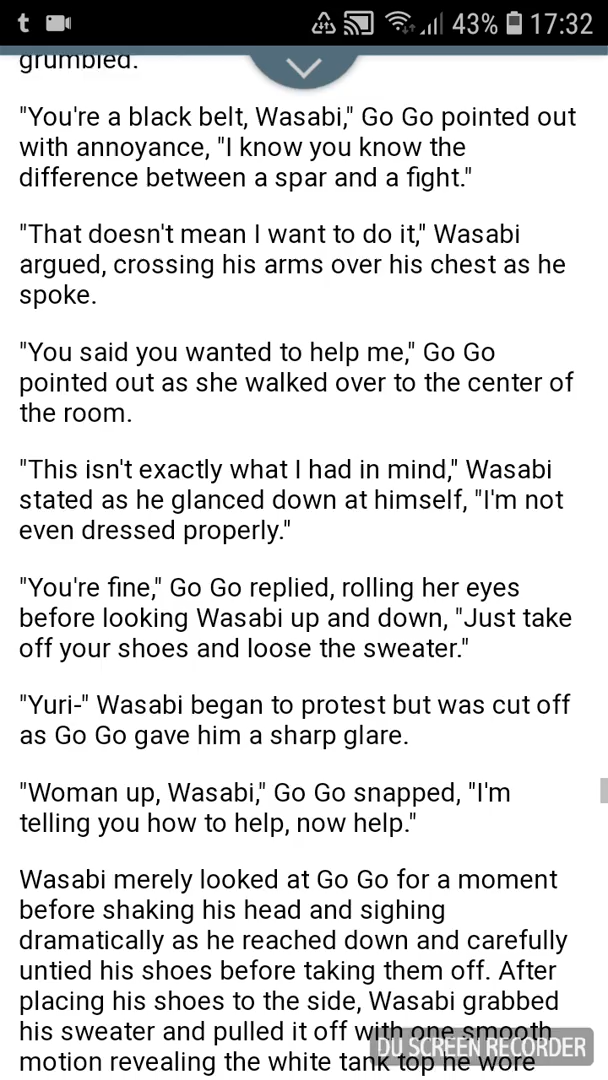 t 43% 17:32
grumbled.
"You're a black belt, Wasabi," Go Go pointed out
with annoyance, "I know you know the
difference between a spar and a fight."
"That doesn't mean I want to do it," Wasabi
argued, crossing his arms over his chest as he
spoke.
"You said you wanted to help me," Go Go
pointed out as she walked over to the center of
the room.
"This isn't exactly what I had in mind," Wasabi
stated as he glanced down at himself, "I'm not
even dressed properly."
"You're fine," Go Go replied, rolling her eyes
before looking Wasabi up and down, "Just take
off your shoes and loose the sweater."
"Yuri-" Wasabi began to protest but was cut off
as Go Go gave him a sharp glare.
"Woman up, Wasabi," Go Go snapped, "I'm
telling you how to help, now help."
Wasabi merely looked at Go Go for a moment
before shaking his head and sighing
dramatically as he reached down and carefully
untied his shoes before taking them off. After
placing his shoes to the side, Wasabi grabbed
his sweater and pulled it off with one smooth
motion revealing the white tank top he wore
DU SCREEN RECORDER